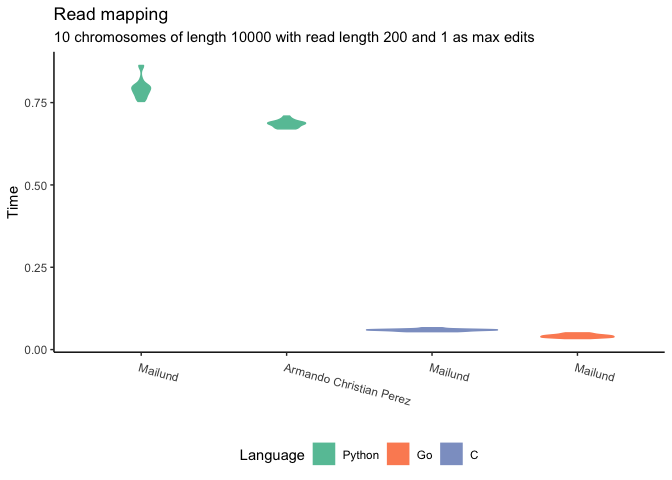 Read mapping
10 chromosomes of length 10000 with read length 200 and 1 as max edits
Time
0.75
0.50
0.25
0.00
Mailund
Armando Christian Perez
Mailund
Mailund
Language Python Go C